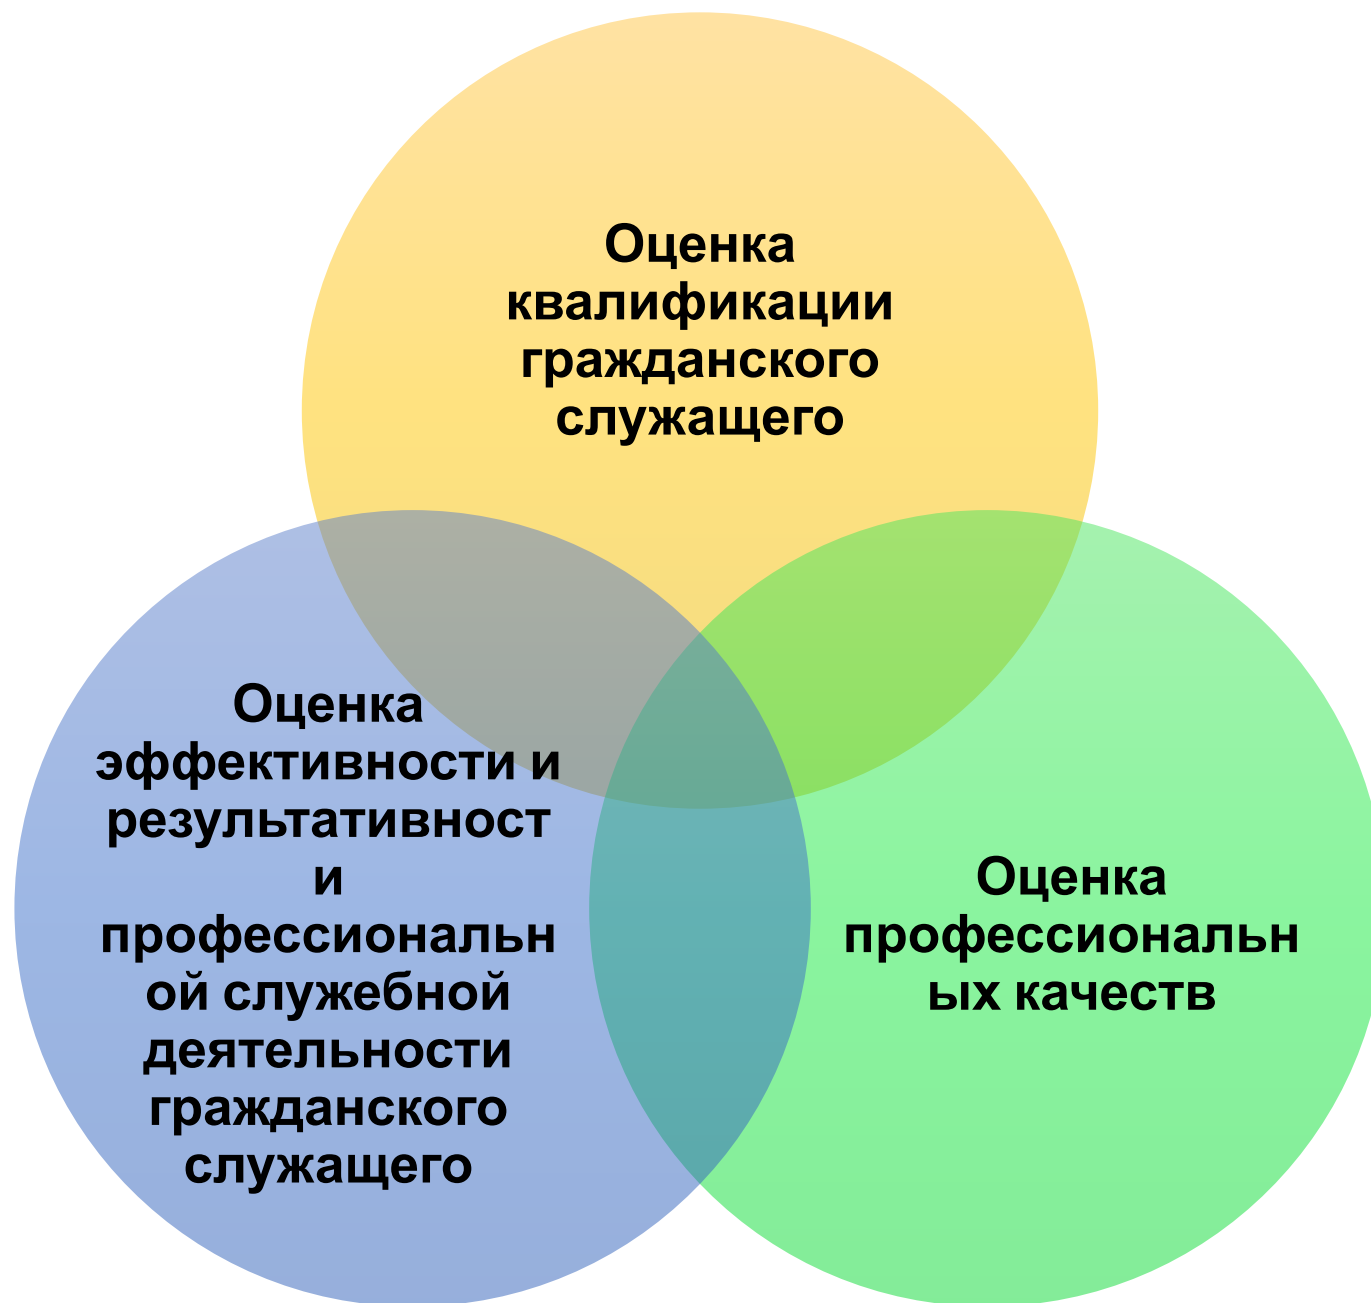 Оценка
квалификации
гражданского
служащего
Оценка
эффективности и
результативност
и
профессиональн
ой служебной
деятельности
гражданского
служащего
Оценка
профессиональн
ых качеств